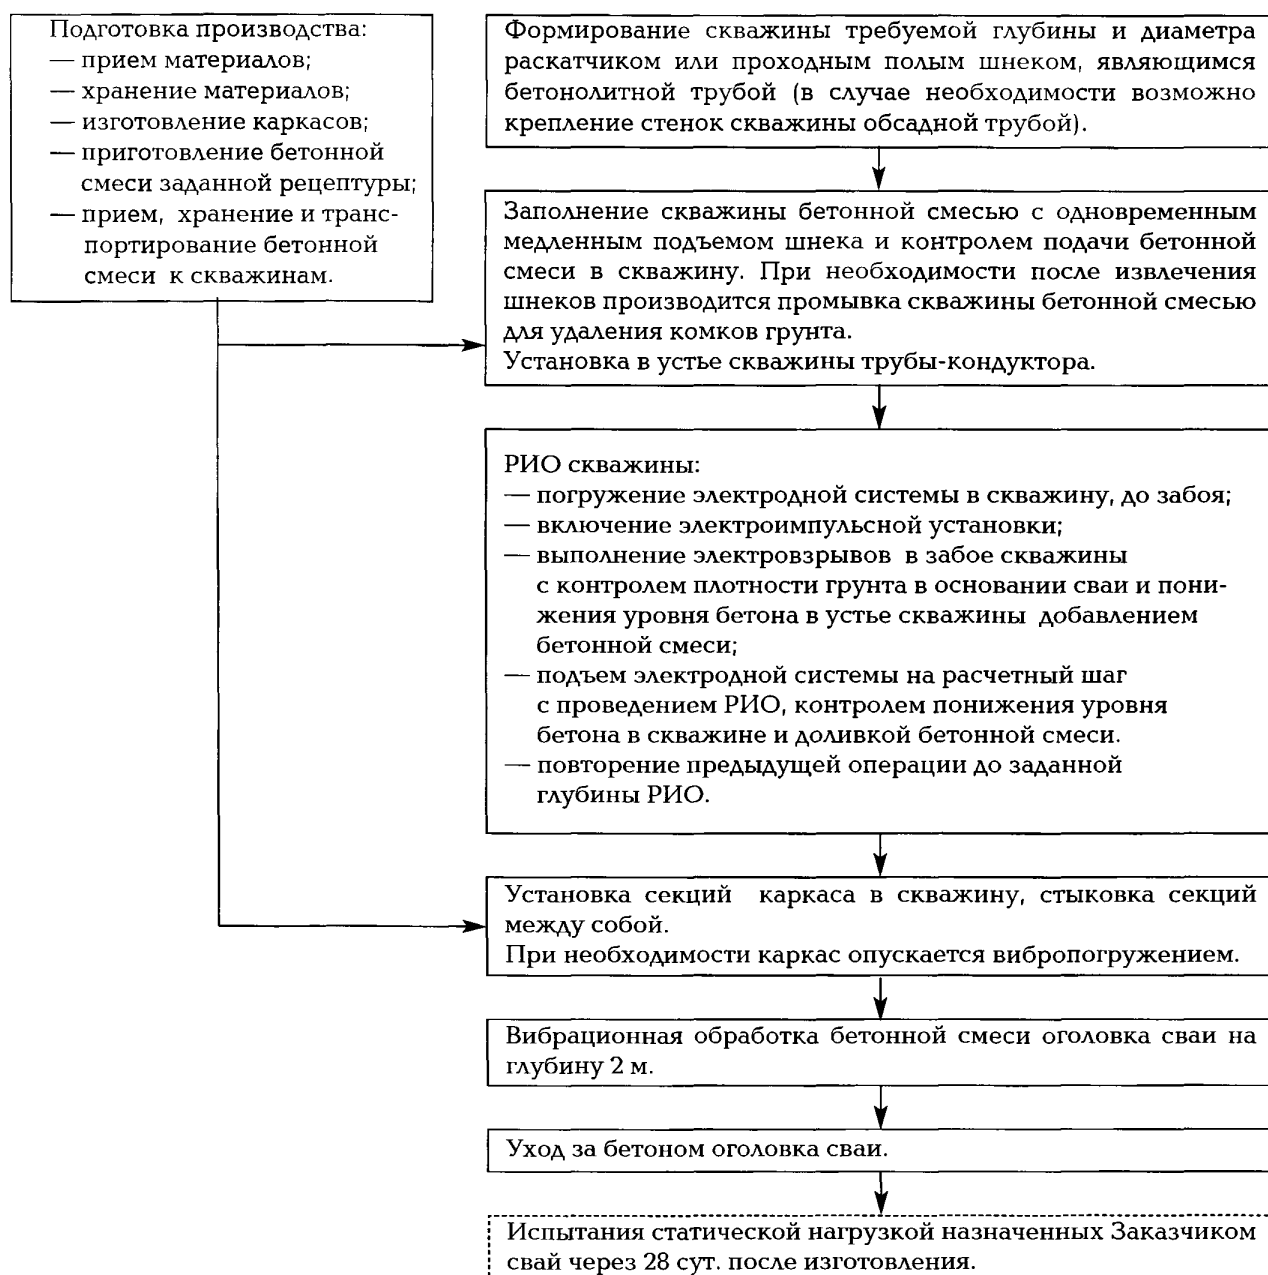 Подготовка производства:
— прием материалов;
— хранение материалов;
— изготовление каркасов;
— приготовление бетонной
смеси заданной рецептуры;
— прием, хранение и транс-
портирование бетонной
смеси к скважинам.
Формирование скважины требуемой глубины и диаметра
раскатчиком или проходным полым шнеком, являющимся
бетонолитной трубой (в случае необходимости возможно
крепление стенок скважины обсадной трубой).
Заполнение скважины бетонной смесью с одновременным
медленным подъемом шнека и контролем подачи бетонной
смеси в скважину. При необходимости после извлечения
шнеков производится промывка скважины бетонной смесью
для удаления комков грунта.
Установка в устье скважины трубы-кондуктора.
РИО скважины:
— погружение электродной системы в скважину, до забоя;
— включение электроимпульсной установки;
— выполнение электровзрывов в забое скважины
с контролем плотности грунта в основании сваи и пони-
жения уровня бетона в устье скважины добавлением
бетонной смеси;
— подъем электродной системы на расчетный шаг
с проведением РИО, контролем понижения уровня
бетона в скважине и доливкой бетонной смеси.
— повторение предыдущей операции до заданной
глубины РИО.
Установка секций каркаса в скважину, стыковка секций
между собой.
При необходимости каркас опускается вибропогружением.
Вибрационная обработка бетонной смеси оголовка сваи на
глубину 2 м.
Уход за бетоном оголовка сваи.
Испытания статической нагрузкой назначенных Заказчиком
свай через 28 сут. после изготовления.